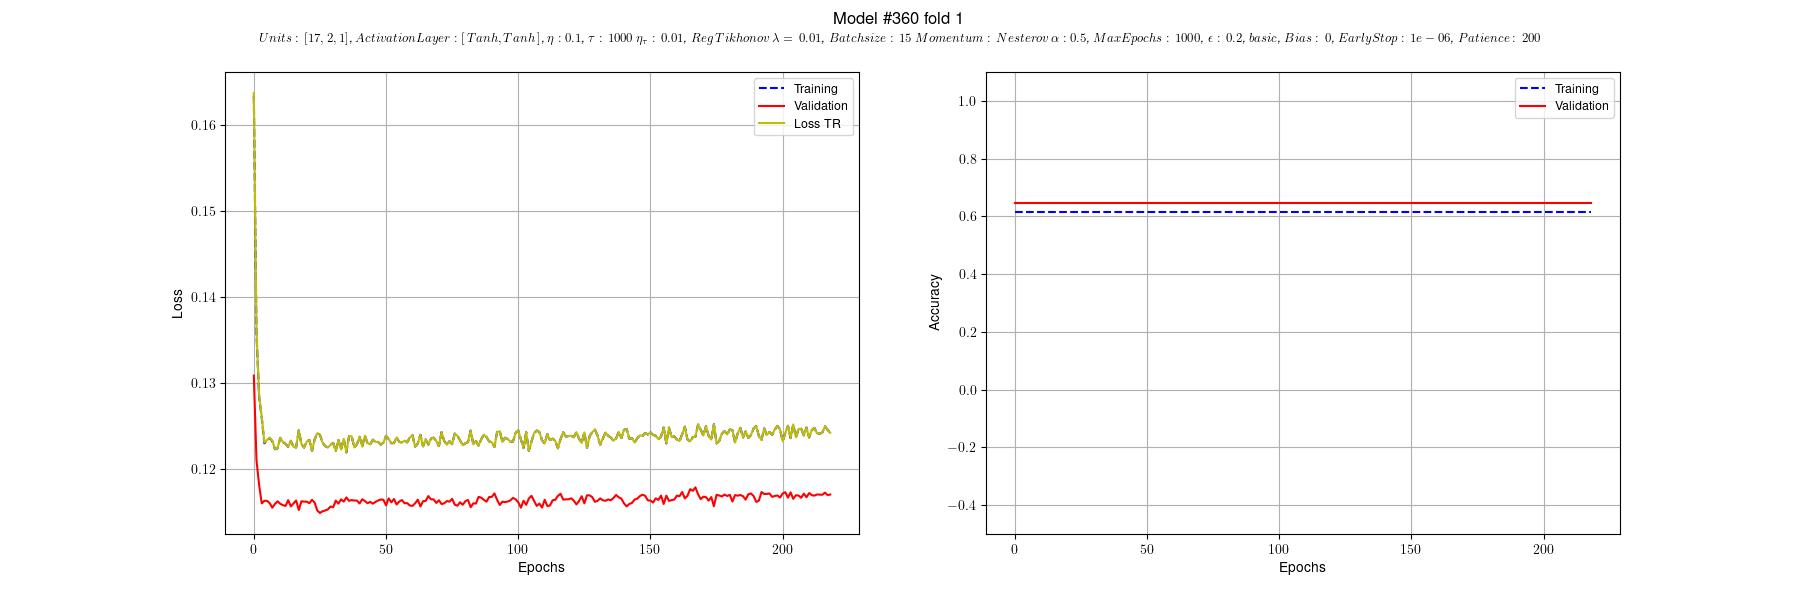 Model #360 fold 1
Units : [17, 2, 1], ActivationLayer : [Tanh, Tanh], η : 0.1, τ : 1000 η_τ : 0.01, RegTikhonov λ = 0.01, Batchsize : 15 Momentum : Nesterov α : 0.5, MaxEpochs : 1000, ϵ : 0.2, basic, Bias : 0, EarlyStop : 1e − 06, Patience : 200
Training
Validation
Loss TR
0.16
0.15
0.14
0.13
0.12
Loss
0 50 100 150 200
Epochs
Training
Validation
1.0
0.8
0.6
0.4
0.2
0.0
−0.2
−0.4
Accuracy
0 50 100 150 200
Epochs